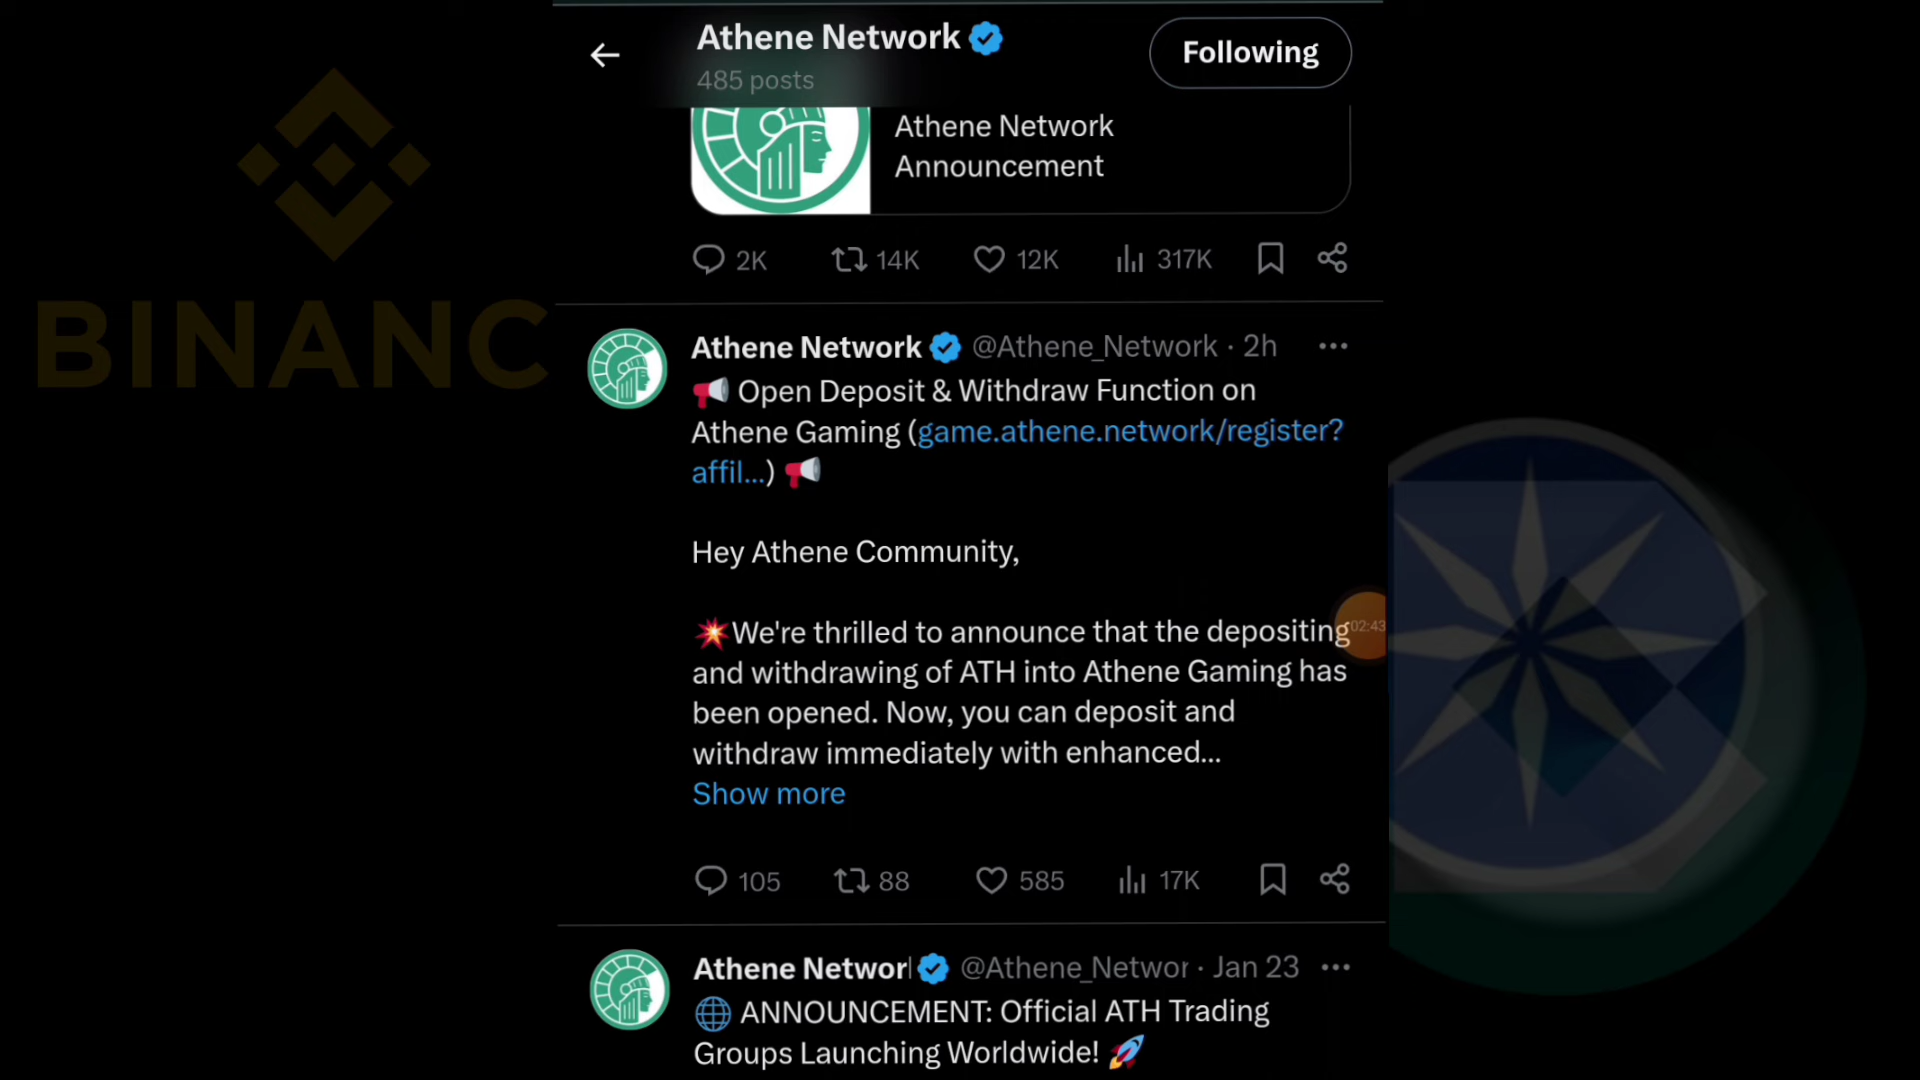 Athene Network
485 posts
Following
Athene Network
Announcement
2K 14K 12K 317K
BINANC
Athene Network @Athene_Network · 2h
📢 Open Deposit & Withdraw Function on
Athene Gaming (game.athene.network/register?
affil...) 📢
Hey Athene Community,
💥We're thrilled to announce that the depositing
02:43
and withdrawing of ATH into Athene Gaming has
been opened. Now, you can deposit and
withdraw immediately with enhanced...
Show more
105 88 585 17K
Athene Networ @Athene_Networ · Jan 23
🌐 ANNOUNCEMENT: Official ATH Trading
Groups Launching Worldwide! 🚀